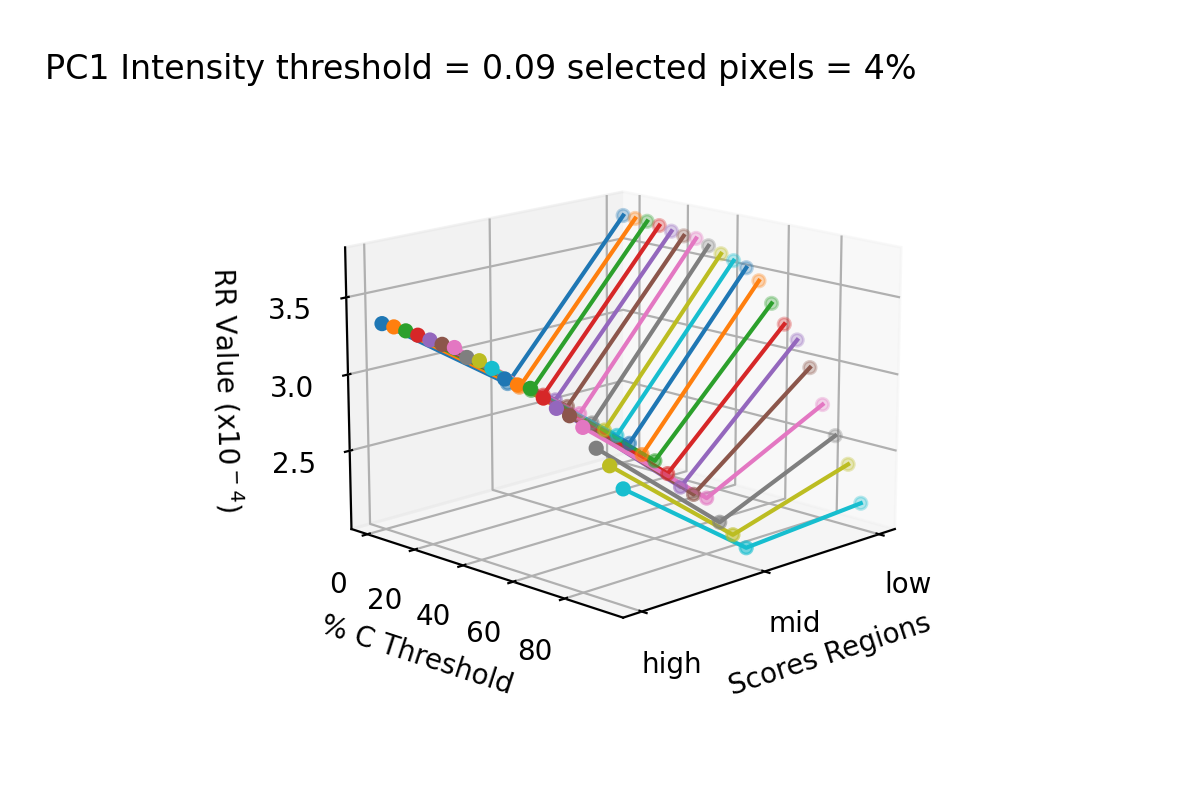 PC1 Intensity threshold = 0.09 selected pixels = 4%
RR Value (x10⁻⁴)
3.5
3.0
2.5
0
20
40
60
80
% C Threshold
high
mid
low
Scores Regions